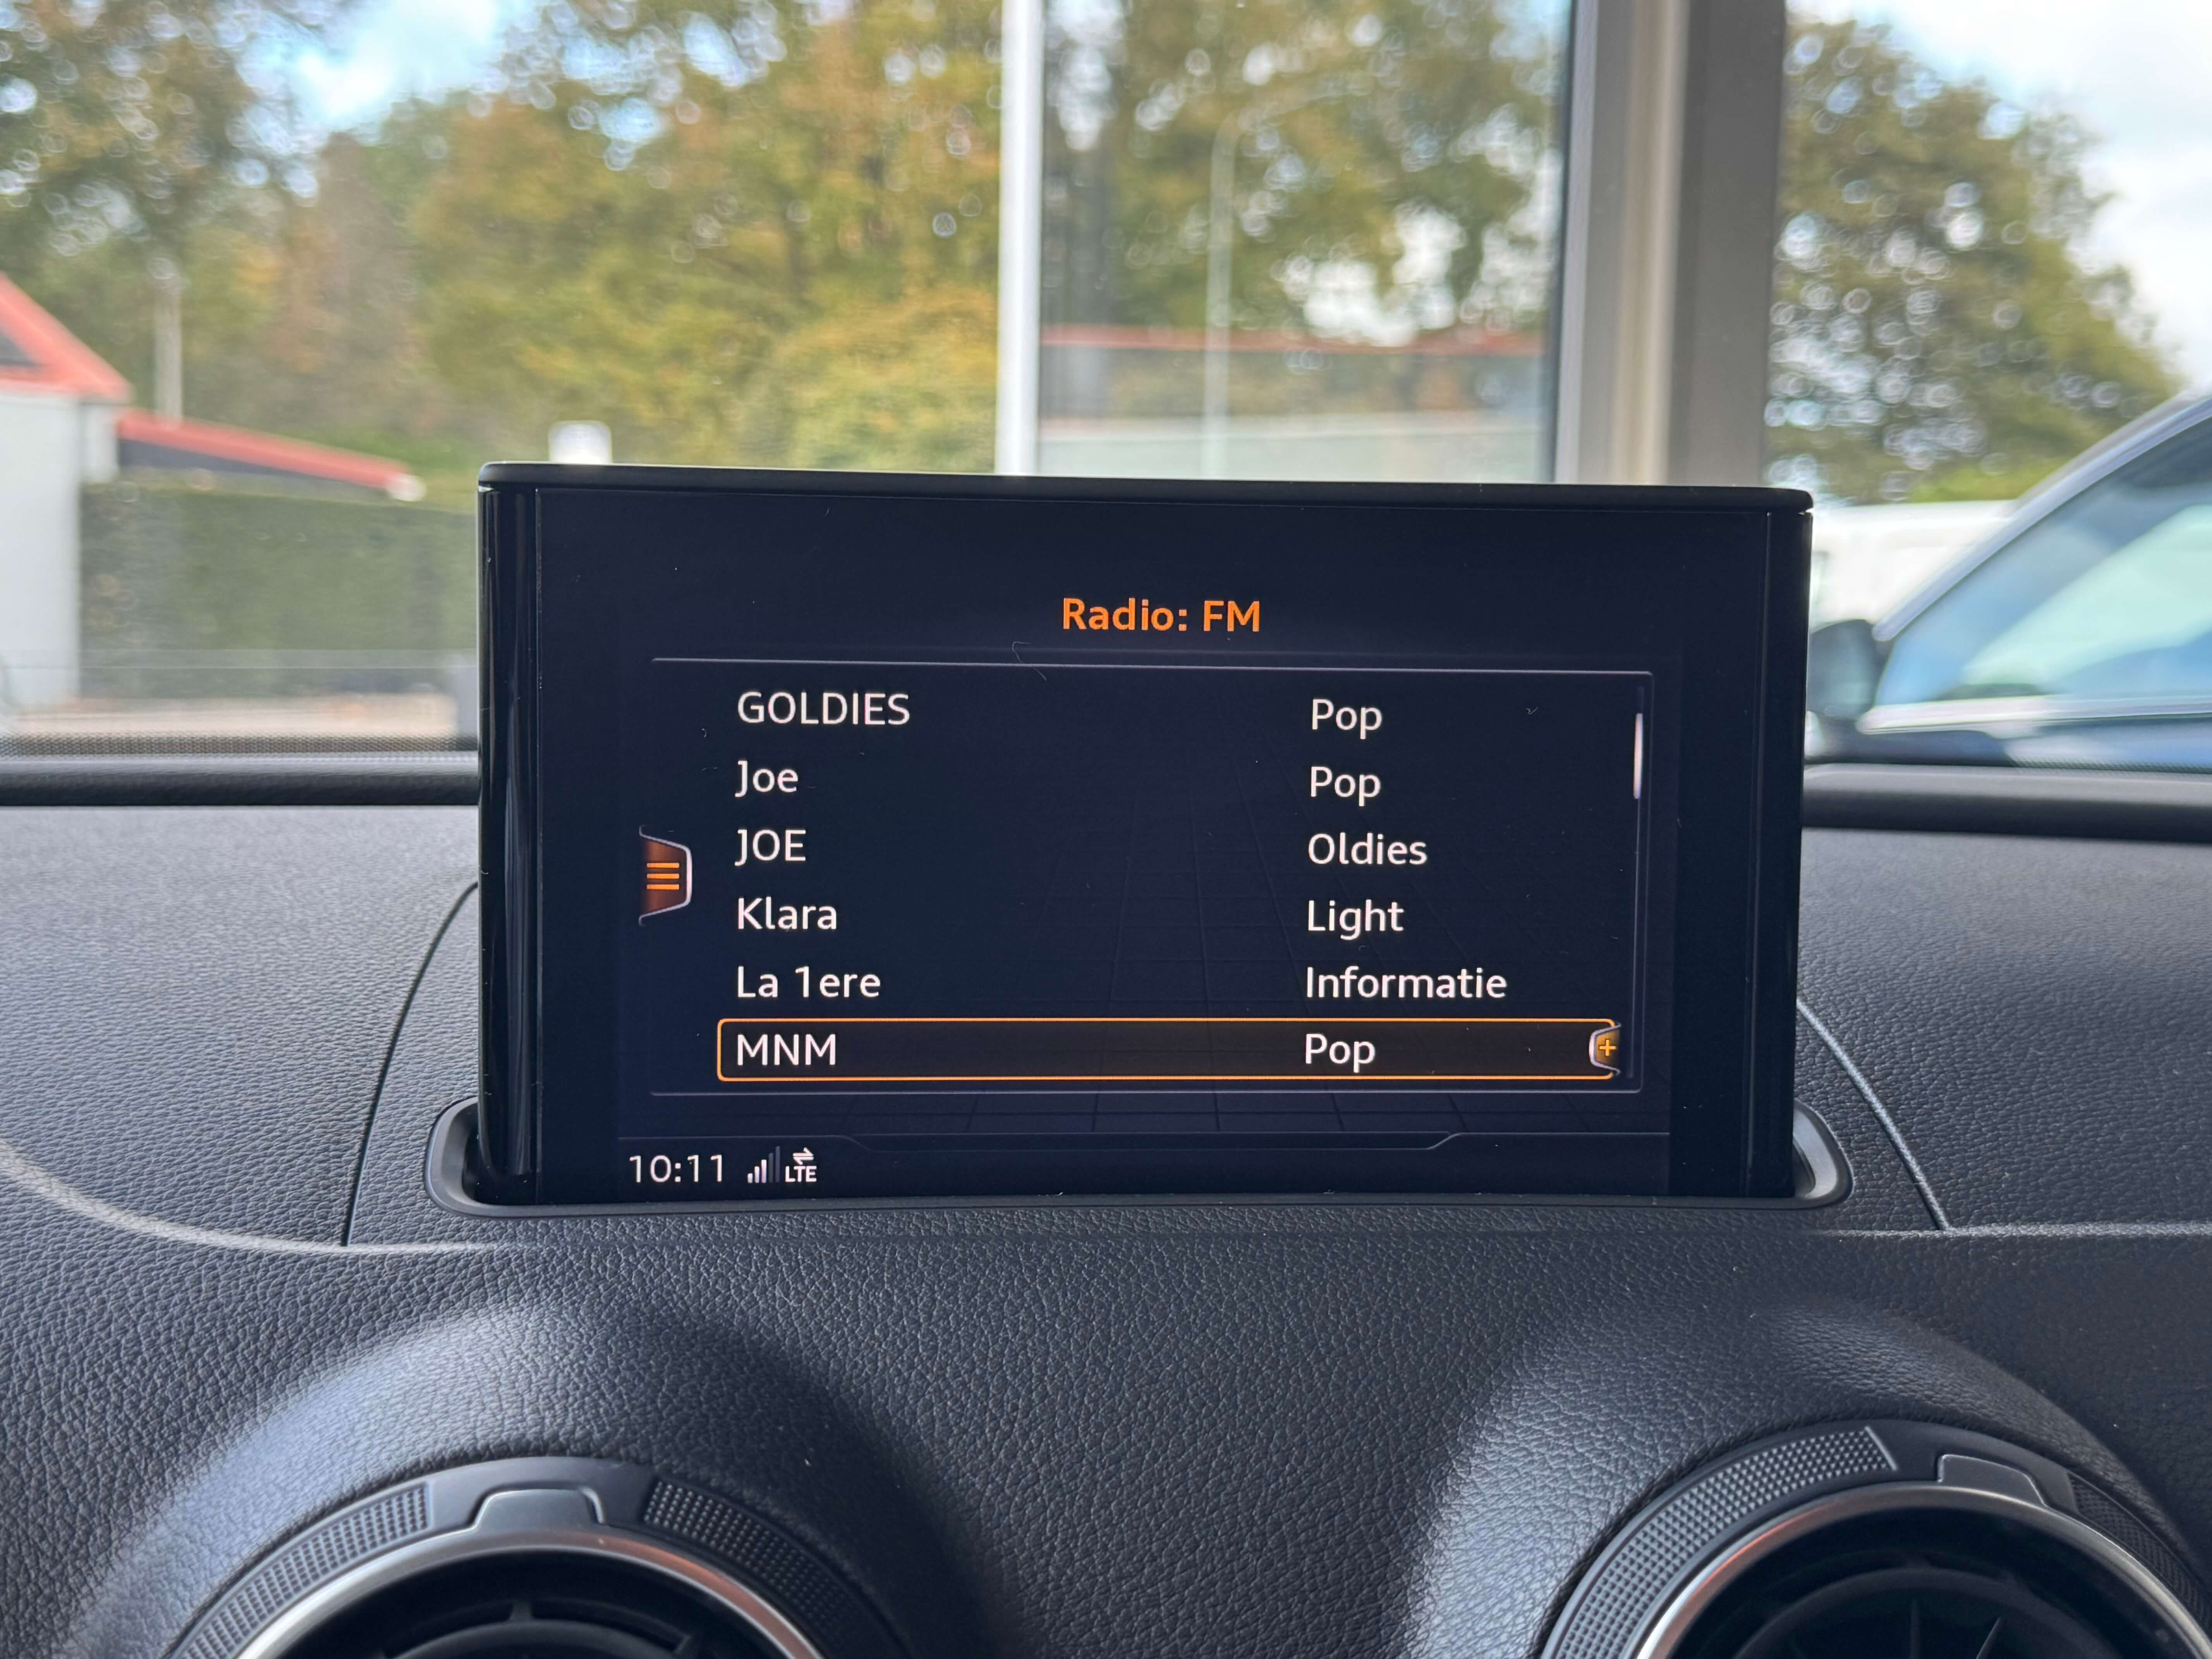 Radio: FM
GOLDIES Pop
Joe Pop
JOE Oldies
Klara Light
La 1ere Informatie
MNM Pop
10:11 LTE